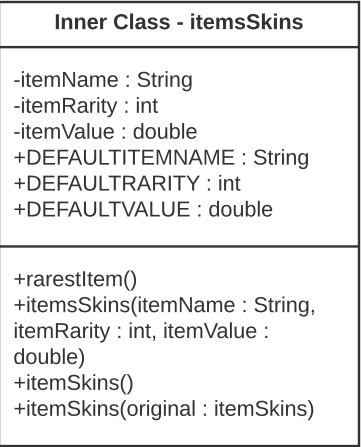 Inner Class - itemsSkins
-itemName : String
-itemRarity : int
-itemValue : double
+DEFAULTITEMNAME : String
+DEFAULTRARITY : int
+DEFAULTVALUE : double
+rarestItem()
+itemsSkins(itemName : String,
itemRarity : int, itemValue :
double)
+itemSkins()
+itemSkins(original : itemSkins)